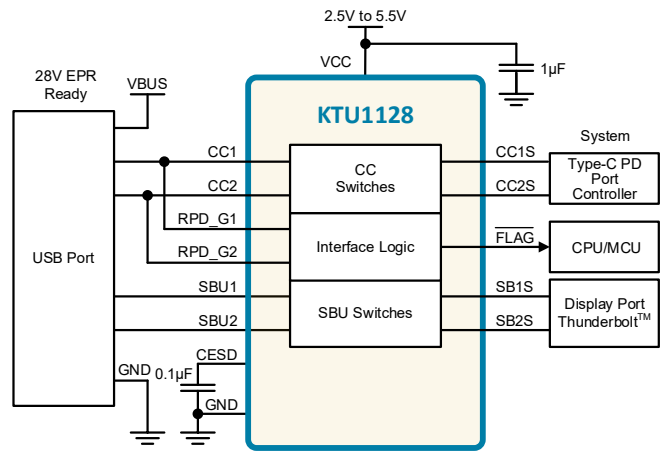 2.5V to 5.5V
VCC
1µF
28V EPR
Ready
VBUS
KTU1128
System
CC1
CC
Switches
CC1S
Type-C PD
Port
Controller
CC2
CC2S
RPD_G1
RPD_G2
Interface Logic
FLAG
CPU/MCU
USB Port
SBU1
SBU Switches
SB1S
Display Port
Thunderbolt™
SBU2
SB2S
CESD
GND
0.1µF
GND